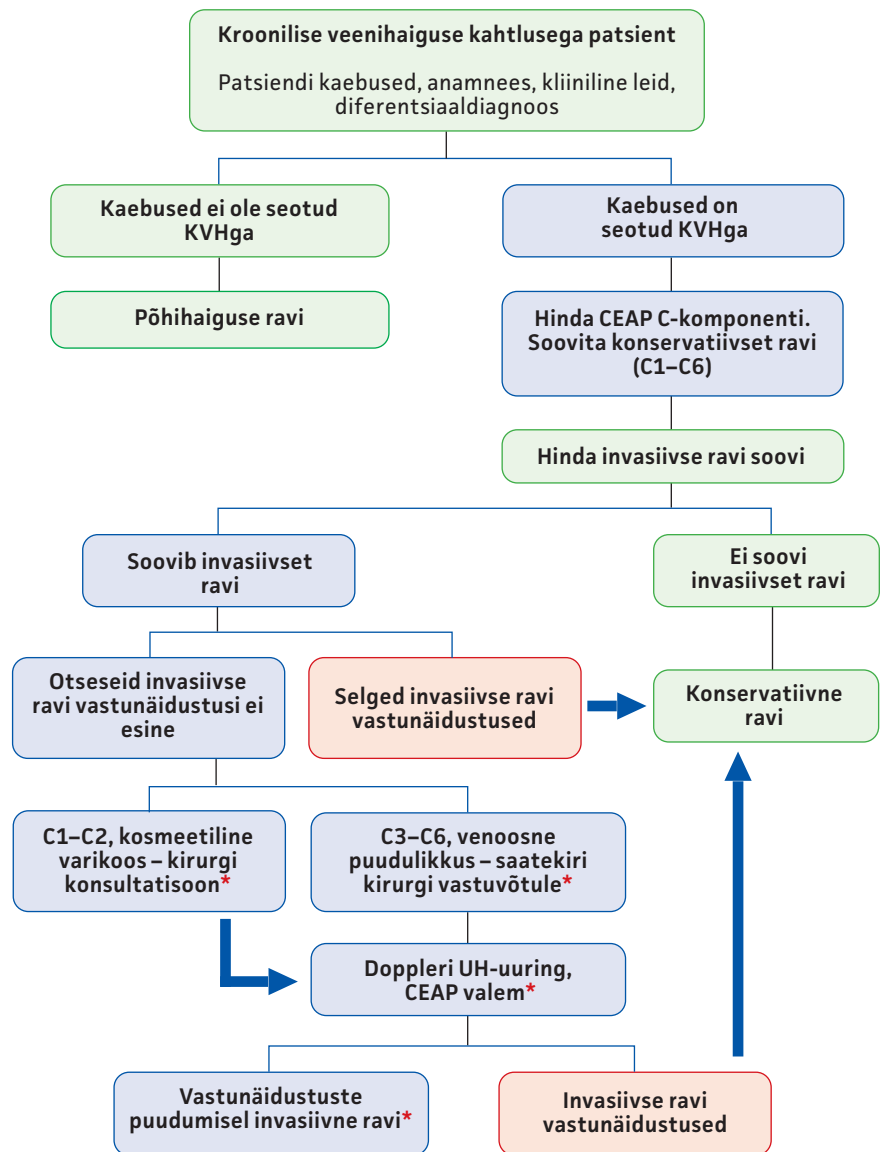 Kroonilise veenihaiguse kahtlusega patsient
Patsiendi kaebused, anamnees, kliiniline leid,
diferentsiaaldiagnoos
Kaebused ei ole seotud
KVHga
Kaebused on
seotud KVHga
Põhihaiguse ravi
Hinda CEAP C-komponenti.
Soovita konservatiivset ravi
(C1–C6)
Hinda invasiivse ravi soovi
Soovib invasiivset
ravi
Ei soovi
invasiivset ravi
Otseseid invasiivse
ravi vastunäidustusi ei
esine
Selged invasiivse ravi
vastunäidustused
Konservatiivne
ravi
C1–C2, kosmeetiline
varikoos – kirurgi
konsultatisoon*
C3–C6, venoosne
puudulikkus – saatekiri
kirurgi vastuvõtule*
Doppleri UH-uuring,
CEAP valem*
Vastunäidustuste
puudumisel invasiivne ravi*
Invasiivse ravi
vastunäidustused